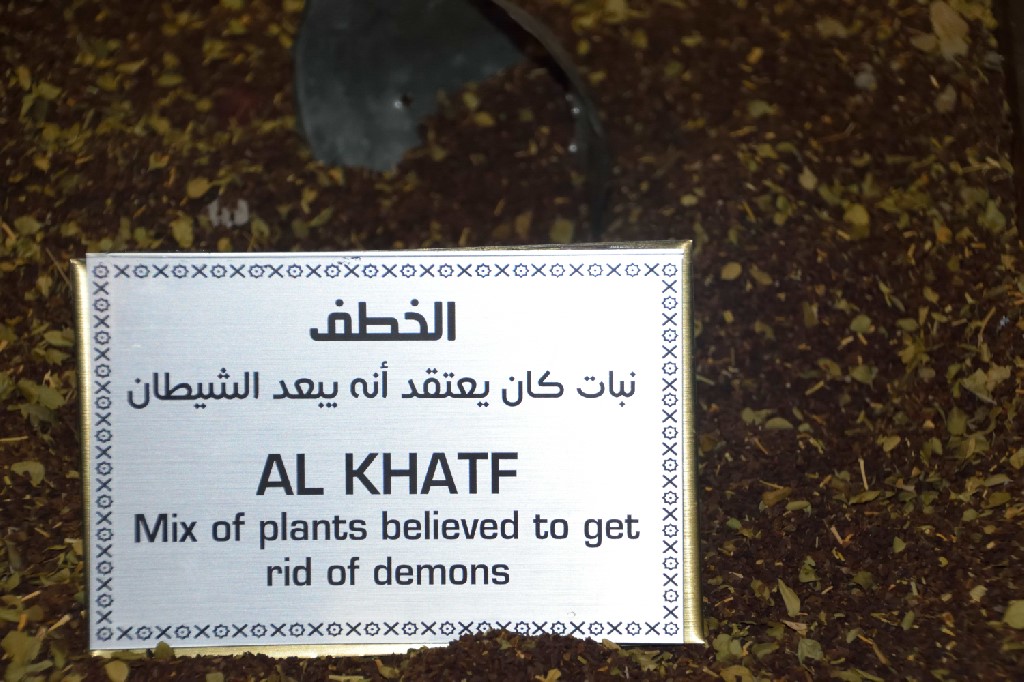 الخطف
نبات كان يعتقد أنه يبعد الشيطان
AL KHATF
Mix of plants believed to get
rid of demons